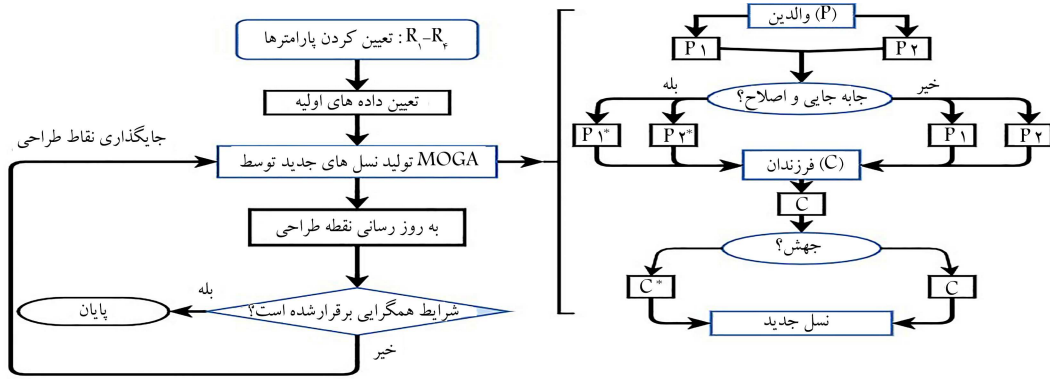 تعیین کردن پارامترها : R۱–R۴
تعیین داده های اولیه
جایگذاری نقاط طراحی
تولید نسل های جدید توسط MOGA
به روز رسانی نقطه طراحی
شرایط همگرایی برقرارشده است؟
بله
پایان
خیر
والدین (P)
P۱
P۲
جابه جایی و اصلاح؟
بله
خیر
P۱*
P۲*
P۱
P۲
فرزندان (C)
C
جهش؟
C*
C
نسل جدید